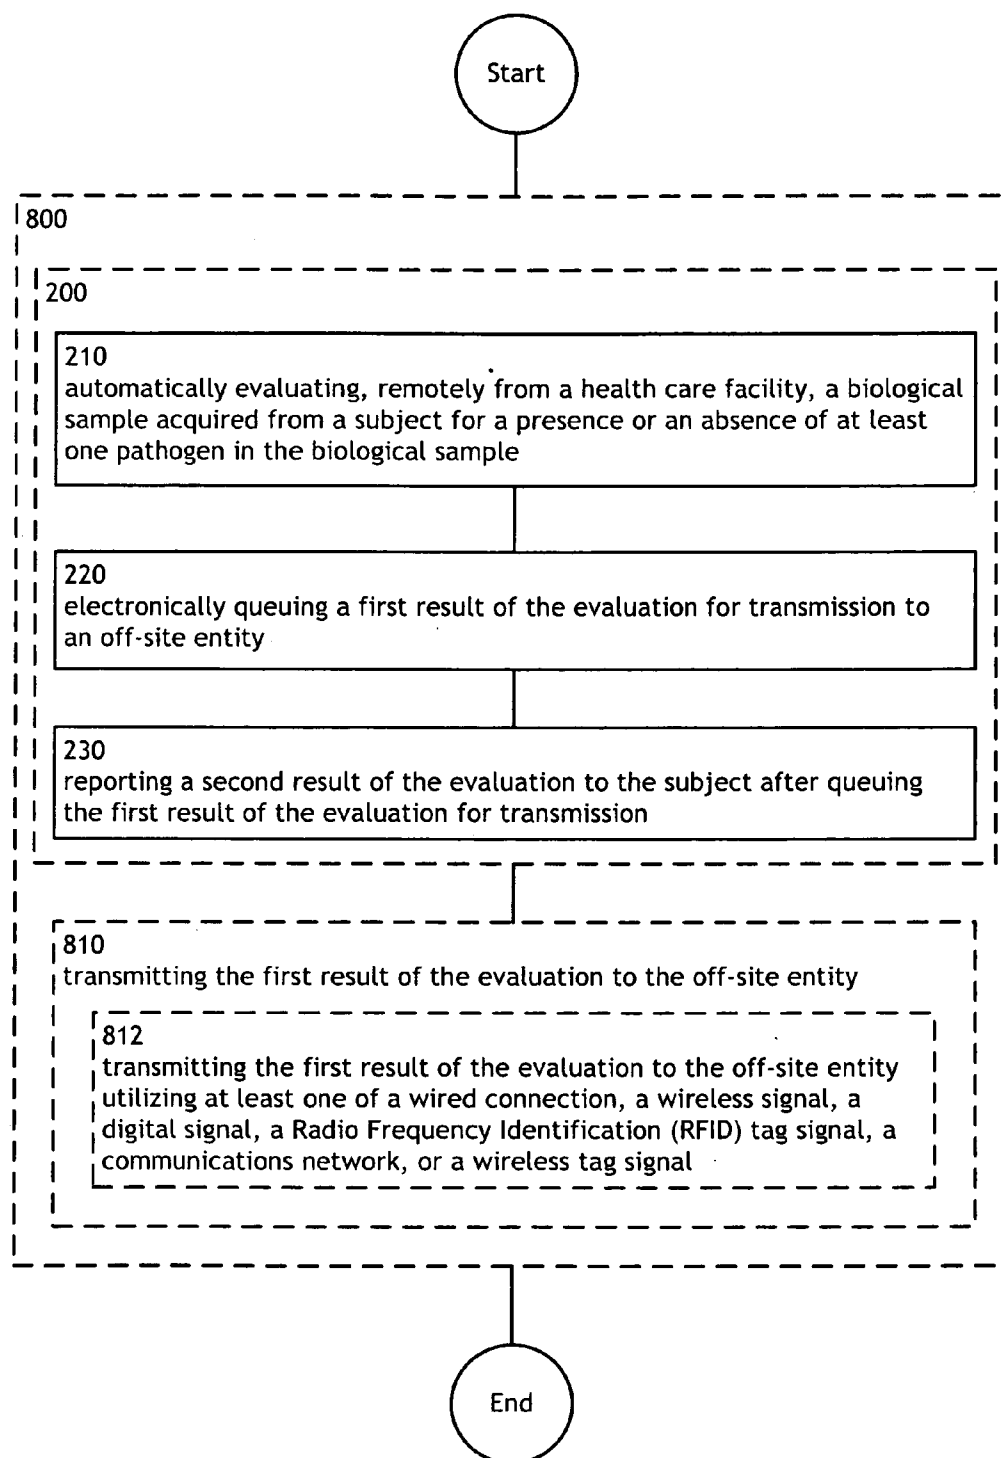 Start
800
200
210
automatically evaluating, remotely from a health care facility, a biological
sample acquired from a subject for a presence or an absence of at least
one pathogen in the biological sample
220
electronically queuing a first result of the evaluation for transmission to
an off-site entity
230
reporting a second result of the evaluation to the subject after queuing
the first result of the evaluation for transmission
810
transmitting the first result of the evaluation to the off-site entity
812
transmitting the first result of the evaluation to the off-site entity
utilizing at least one of a wired connection, a wireless signal, a
digital signal, a Radio Frequency Identification (RFID) tag signal, a
communications network, or a wireless tag signal
End